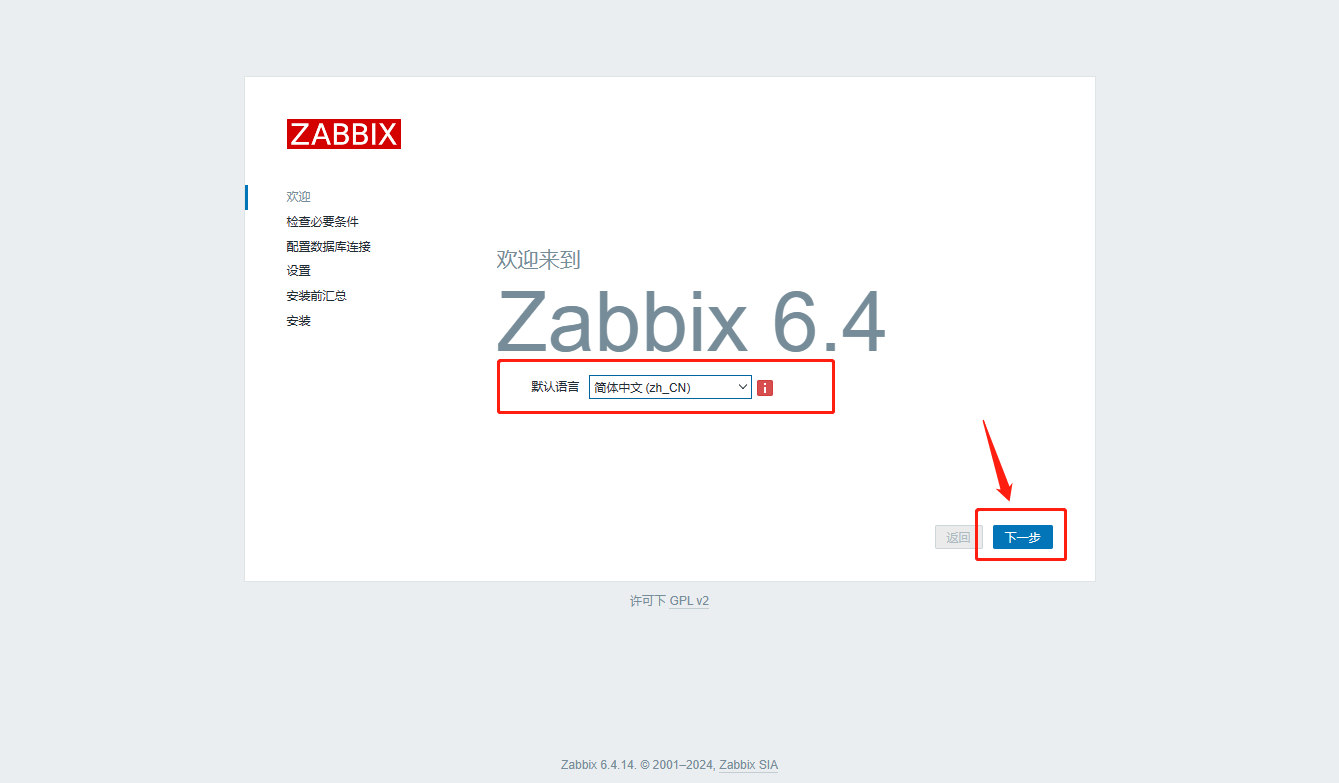 ZABBIX
欢迎
检查必要条件
配置数据库连接
设置
安装前汇总
安装
欢迎来到
Zabbix 6.4
默认语言 简体中文 (zh_CN) i
返回 下一步
许可下 GPL v2
Zabbix 6.4.14. © 2001–2024, Zabbix SIA